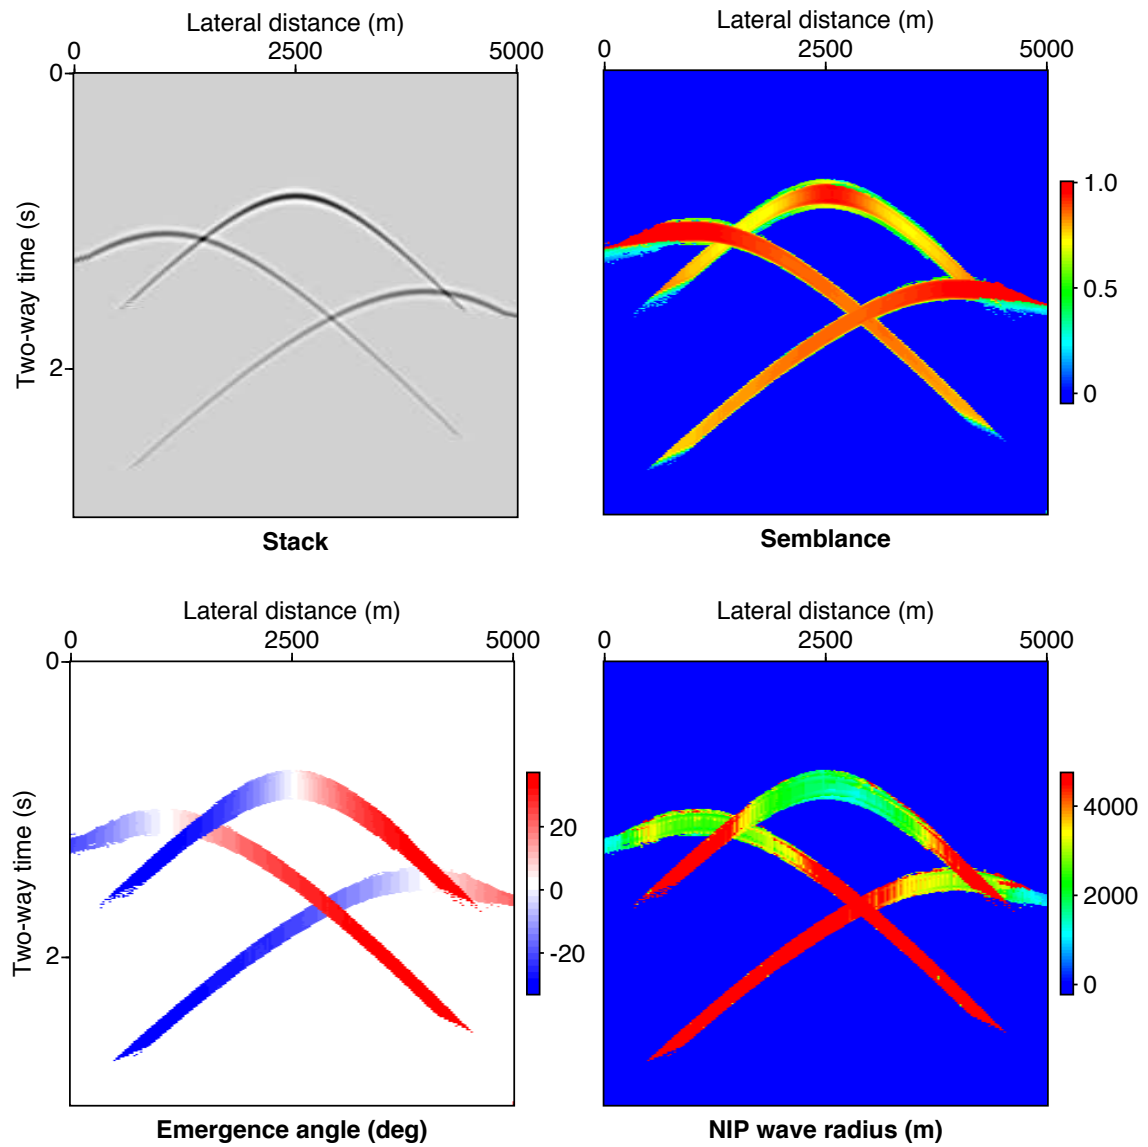 Lateral distance (m)
0 2500 5000
0
Two-way time (s)
2
Stack
Lateral distance (m)
0 2500 5000
1.0
0.5
0
Semblance
Lateral distance (m)
0 2500 5000
0
Two-way time (s)
2
20
0
-20
Emergence angle (deg)
Lateral distance (m)
0 2500 5000
4000
2000
0
NIP wave radius (m)